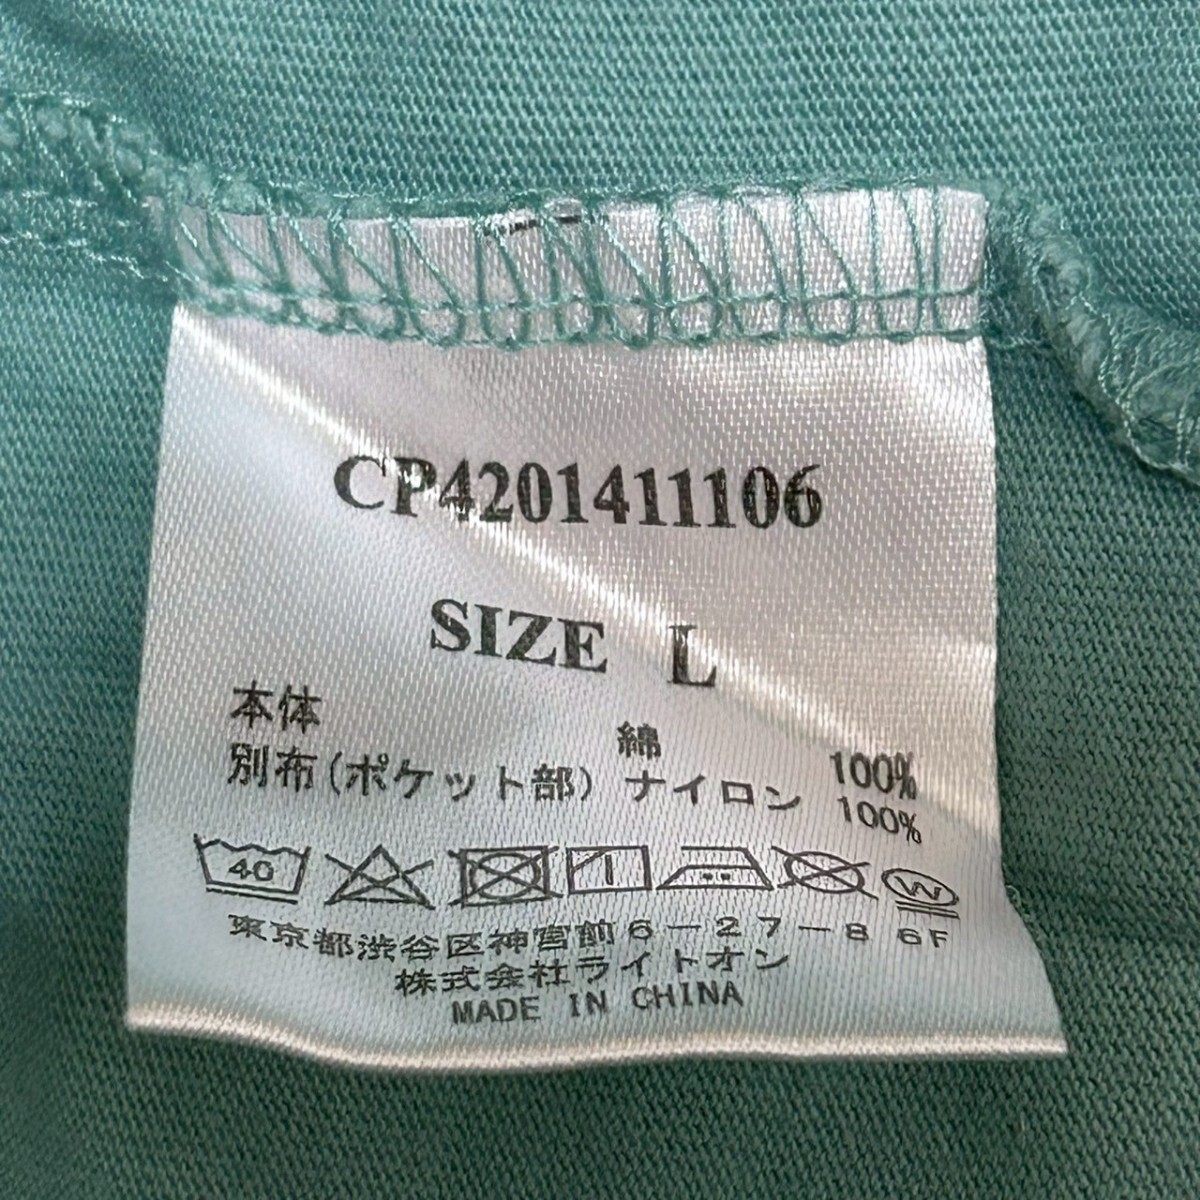 CP4201411106
SIZE L
本体 綿 100%
別布(ポケット部) ナイロン 100%
40 W
東京都渋谷区神宮前6-27-8 6F
株式会社ライトオン
MADE IN CHINA